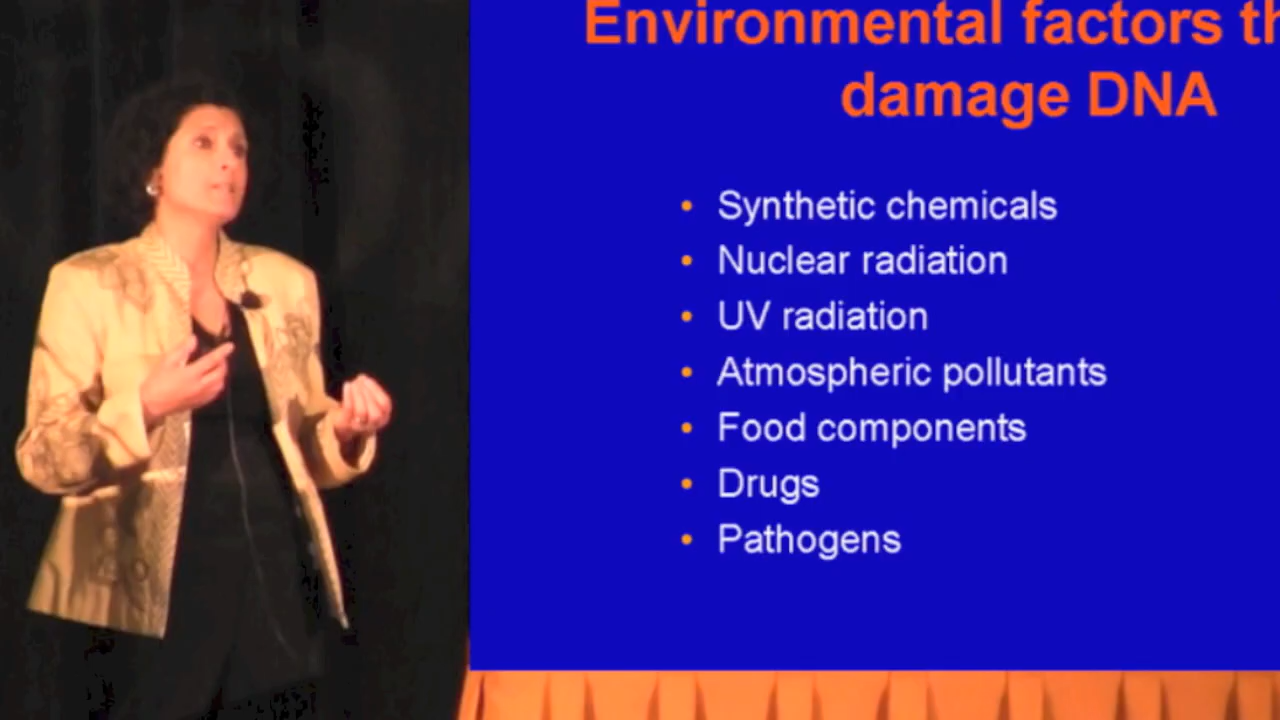 Environmental factors th
damage DNA
• Synthetic chemicals
• Nuclear radiation
• UV radiation
• Atmospheric pollutants
• Food components
• Drugs
• Pathogens